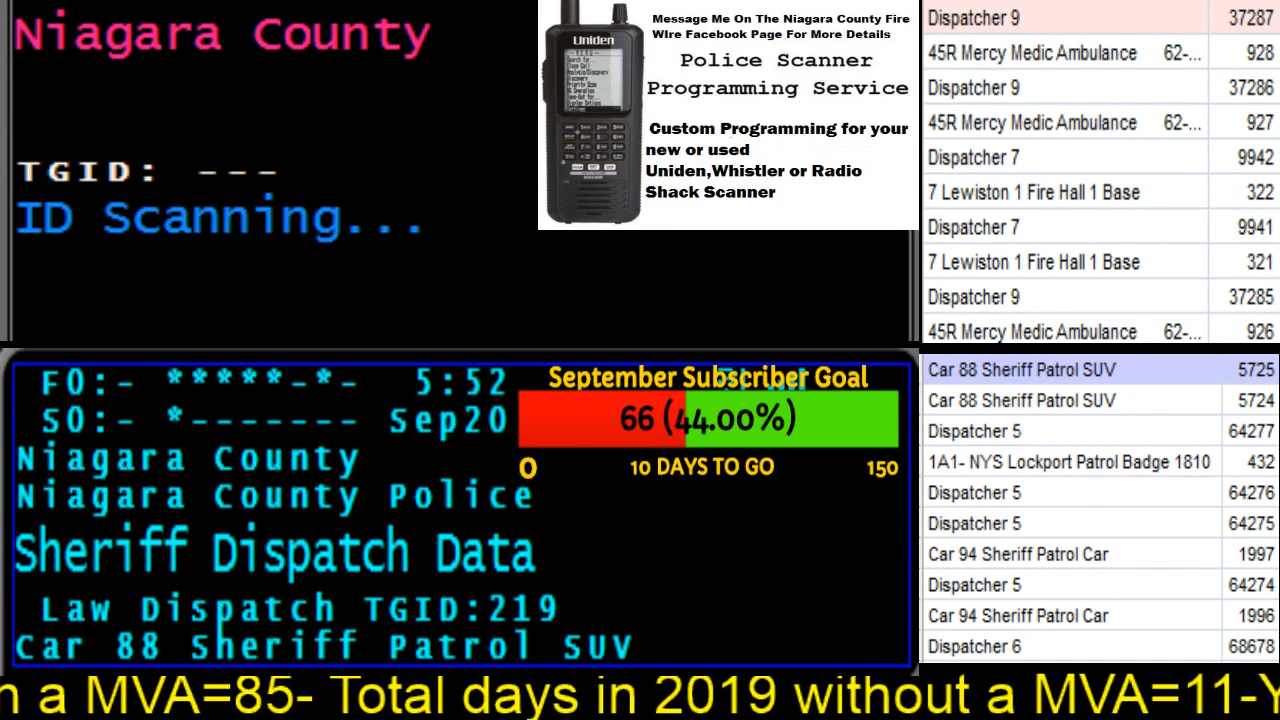 Niagara County
TGID: ---
ID Scanning...
Uniden
Message Me On The Niagara County Fire
WIre Facebook Page For More Details
Police Scanner
Programming Service
Custom Programming for your
new or used
Uniden,Whistler or Radio
Shack Scanner
Dispatcher 9 37287
45R Mercy Medic Ambulance 62-... 928
Dispatcher 9 37286
45R Mercy Medic Ambulance 62-... 927
Dispatcher 7 9942
7 Lewiston 1 Fire Hall 1 Base 322
Dispatcher 7 9941
7 Lewiston 1 Fire Hall 1 Base 321
Dispatcher 9 37285
45R Mercy Medic Ambulance 62-... 926
F0:- *****-*- 5:52
S0:- *------- Sep20
Niagara County
Niagara County Police
Sheriff Dispatch Data
Law Dispatch TGID:219
Car 88 Sheriff Patrol SUV
September Subscriber Goal
66 (44.00%)
0 10 DAYS TO GO 150
Car 88 Sheriff Patrol SUV 5725
Car 88 Sheriff Patrol SUV 5724
Dispatcher 5 64277
1A1- NYS Lockport Patrol Badge 1810 432
Dispatcher 5 64276
Dispatcher 5 64275
Car 94 Sheriff Patrol Car 1997
Dispatcher 5 64274
Car 94 Sheriff Patrol Car 1996
Dispatcher 6 68678
n a MVA=85- Total days in 2019 without a MVA=11-Y